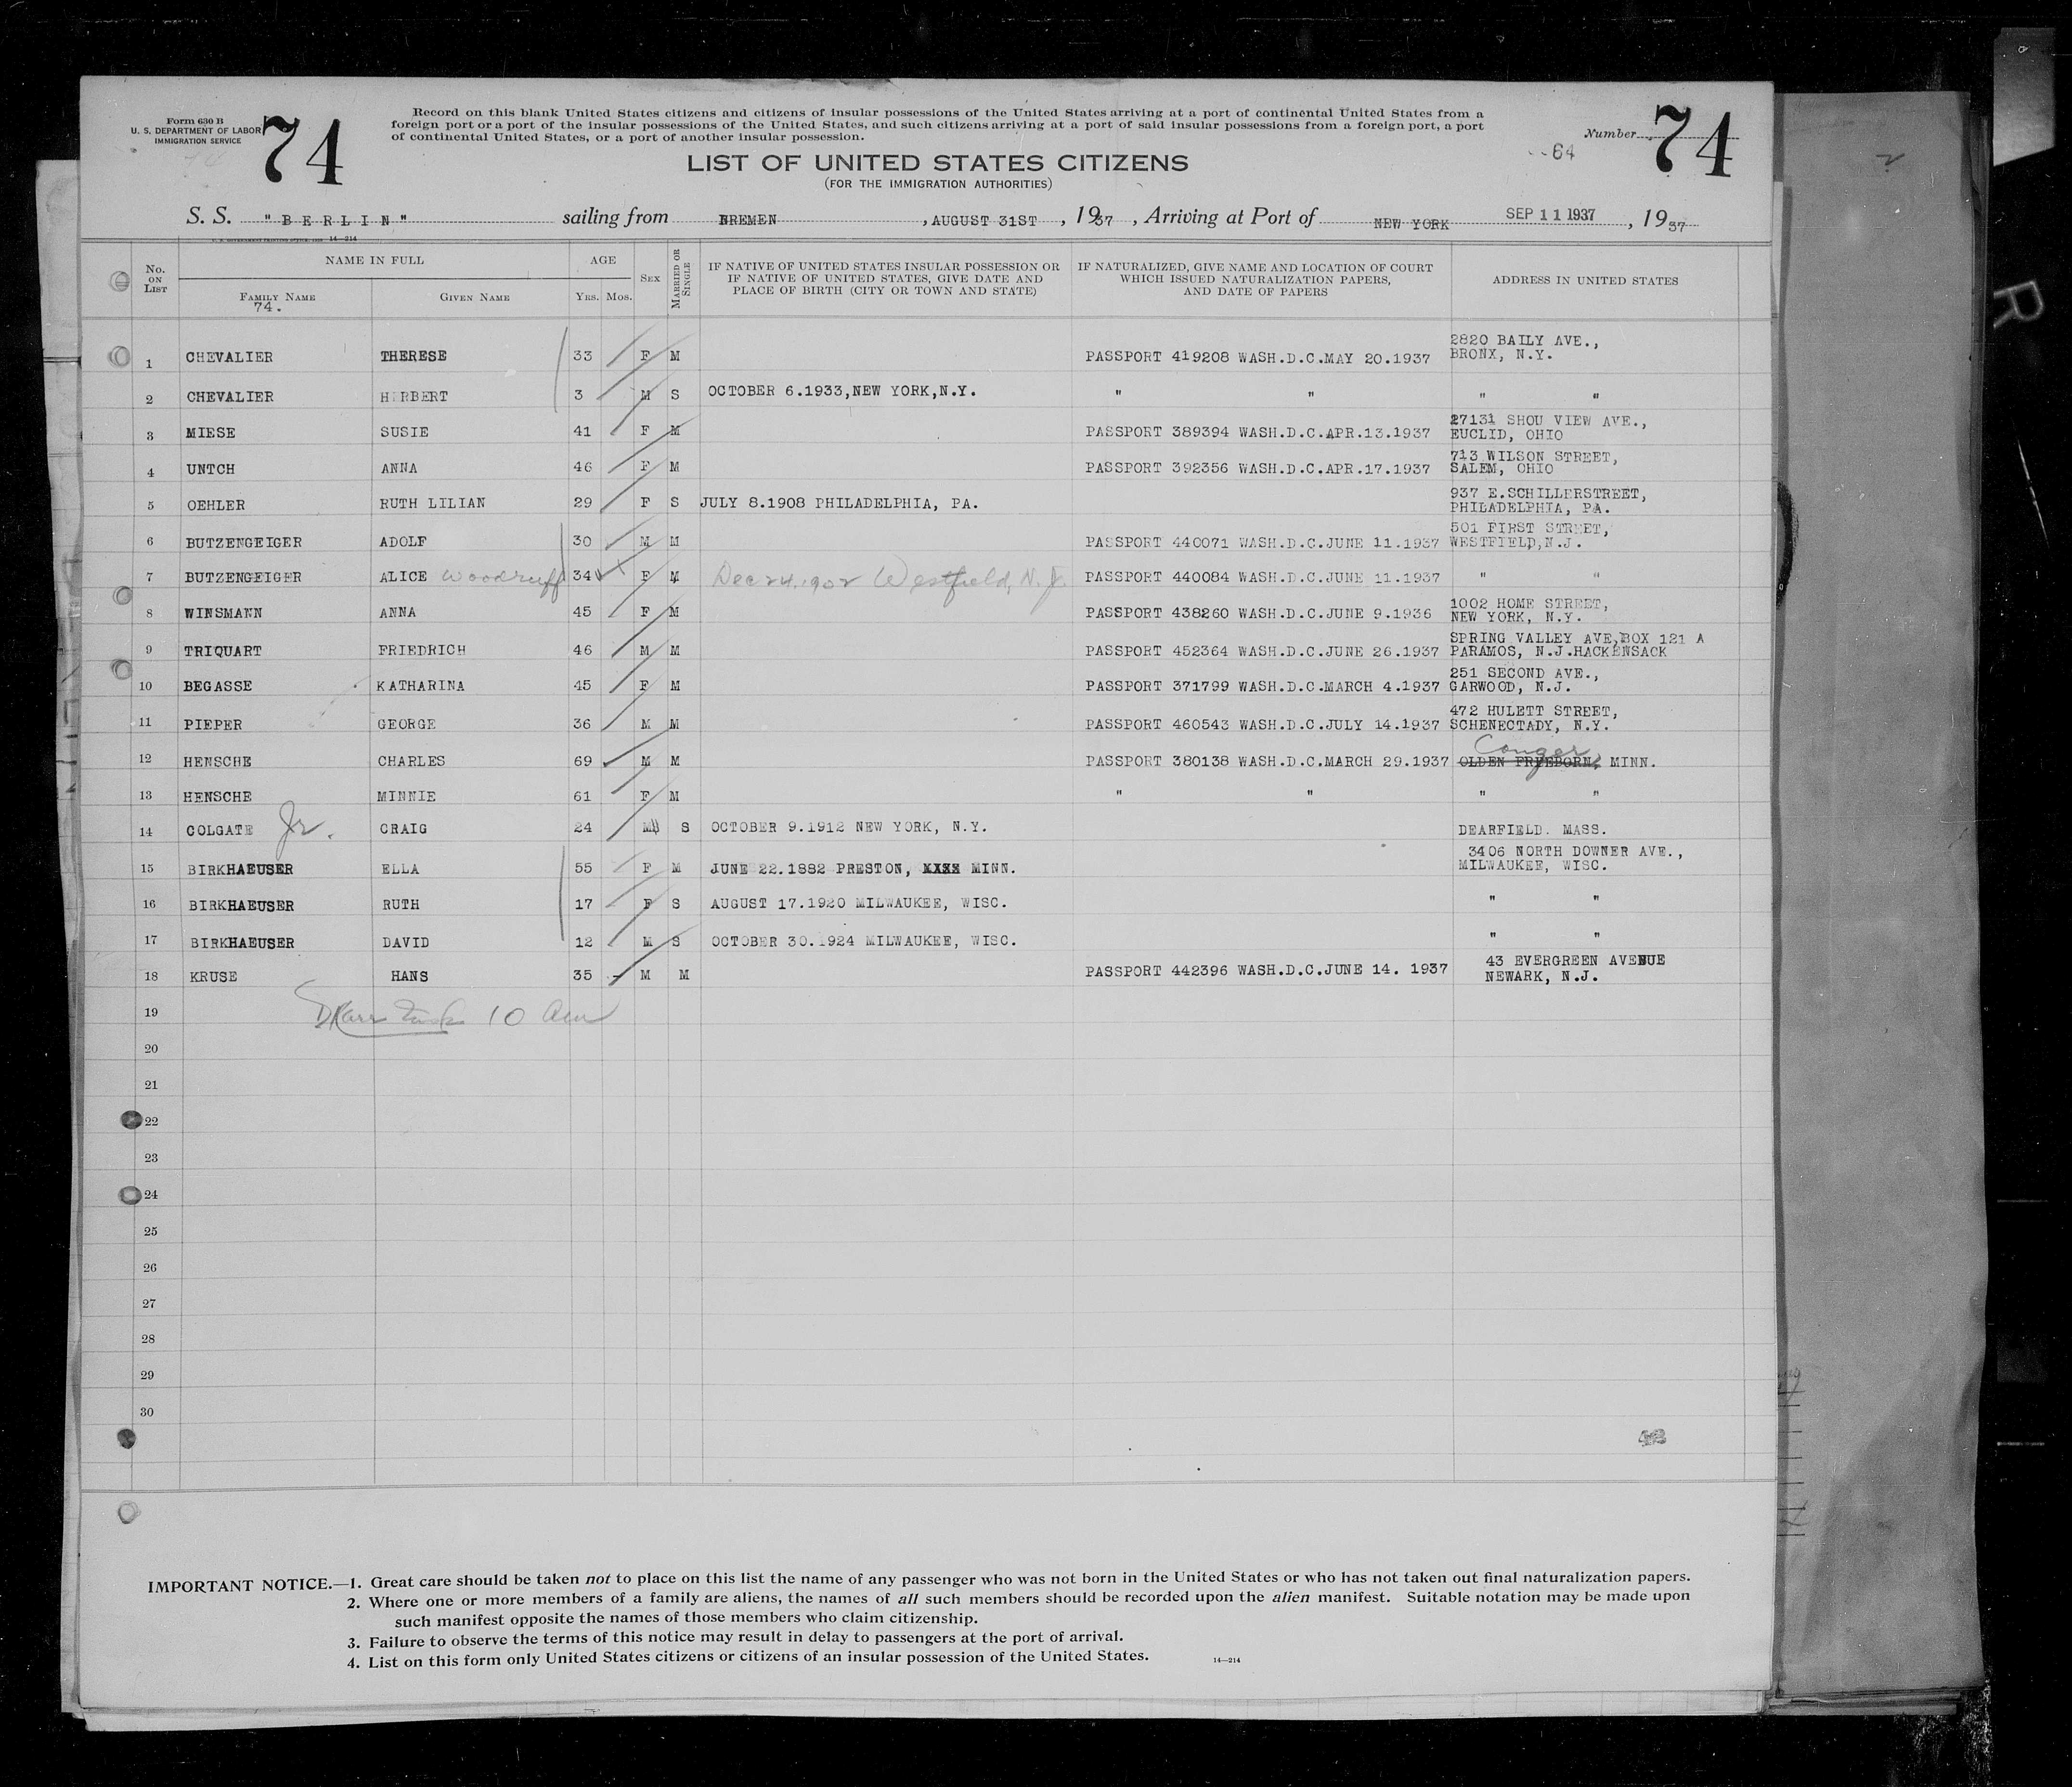 Form 630 B
U. S. DEPARTMENT OF LABOR
IMMIGRATION SERVICE
74
Record on this blank United States citizens and citizens of insular possessions of the United States arriving at a port of continental United States from a
foreign port or a port of the insular possessions of the United States, and such citizens arriving at a port of said insular possessions from a foreign port, a port
of continental United States, or a port of another insular possession.
Number 74
64
LIST OF UNITED STATES CITIZENS
(FOR THE IMMIGRATION AUTHORITIES)
S. S. "BERLIN" sailing from BREMEN, AUGUST 31ST, 1937, Arriving at Port of NEW YORK SEP 11 1937, 1937
14—214
No. ON LIST
NAME IN FULL
FAMILY NAME
74.
GIVEN NAME
AGE
YRS. MOS.
SEX
MARRIED OR SINGLE
IF NATIVE OF UNITED STATES INSULAR POSSESSION OR
IF NATIVE OF UNITED STATES, GIVE DATE AND
PLACE OF BIRTH (CITY OR TOWN AND STATE)
IF NATURALIZED, GIVE NAME AND LOCATION OF COURT
WHICH ISSUED NATURALIZATION PAPERS,
AND DATE OF PAPERS
ADDRESS IN UNITED STATES
1 CHEVALIER THERESE 33 F M PASSPORT 419208 WASH.D.C.MAY 20.1937 2820 BAILY AVE.,
BRONX, N.Y.
2 CHEVALIER HERBERT 3 M S OCTOBER 6.1933,NEW YORK,N.Y. " " " "
3 MIESE SUSIE 41 F M PASSPORT 389394 WASH.D.C.APR.13.1937 27131 SHOU VIEW AVE.,
EUCLID, OHIO
4 UNTCH ANNA 46 F M PASSPORT 392356 WASH.D.C.APR.17.1937 713 WILSON STREET,
SALEM, OHIO
5 OEHLER RUTH LILIAN 29 F S JULY 8.1908 PHILADELPHIA, PA. 937 E.SCHILLERSTREET,
PHILADELPHIA, PA.
6 BUTZENGEIGER ADOLF 30 M M PASSPORT 440071 WASH.D.C.JUNE 11.1937 501 FIRST STREET,
WESTFIELD,N.J.
7 BUTZENGEIGER ALICE Woodruff 34 F M Dec 24, 1902 Westfield, N.J. PASSPORT 440084 WASH.D.C.JUNE 11.1937 " "
8 WINSMANN ANNA 45 F M PASSPORT 438260 WASH.D.C.JUNE 9.1936 1002 HOME STREET,
NEW YORK, N.Y.
9 TRIQUART FRIEDRICH 46 M M PASSPORT 452364 WASH.D.C.JUNE 26.1937 SPRING VALLEY AVE,BOX 121 A
PARAMOS, N.J.HACKENSACK
10 BEGASSE KATHARINA 45 F M PASSPORT 371799 WASH.D.C.MARCH 4.1937 251 SECOND AVE.,
GARWOOD, N.J.
11 PIEPER GEORGE 36 M M PASSPORT 460543 WASH.D.C.JULY 14.1937 472 HULETT STREET,
SCHENECTADY, N.Y.
12 HENSCHE CHARLES 69 M M PASSPORT 380138 WASH.D.C.MARCH 29.1937 Conger
OLDEN FREEBORN, MINN.
13 HENSCHE MINNIE 61 F M " " " "
14 COLGATE Jr. CRAIG 24 M S OCTOBER 9.1912 NEW YORK, N.Y. DEARFIELD. MASS.
15 BIRKHAEUSER ELLA 55 F M JUNE 22.1882 PRESTON, XXXX MINN. 3406 NORTH DOWNER AVE.,
MILWAUKEE, WISC.
16 BIRKHAEUSER RUTH 17 F S AUGUST 17.1920 MILWAUKEE, WISC. " "
17 BIRKHAEUSER DAVID 12 M S OCTOBER 30.1924 MILWAUKEE, WISC. " "
18 KRUSE HANS 35 M M PASSPORT 442396 WASH.D.C.JUNE 14. 1937 43 EVERGREEN AVENUE
NEWARK, N.J.
19 10 am
20
21
22
23
24
25
26
27
28
29
30
IMPORTANT NOTICE.—1. Great care should be taken not to place on this list the name of any passenger who was not born in the United States or who has not taken out final naturalization papers.
2. Where one or more members of a family are aliens, the names of all such members should be recorded upon the alien manifest. Suitable notation may be made upon
such manifest opposite the names of those members who claim citizenship.
3. Failure to observe the terms of this notice may result in delay to passengers at the port of arrival.
4. List on this form only United States citizens or citizens of an insular possession of the United States.
14—214